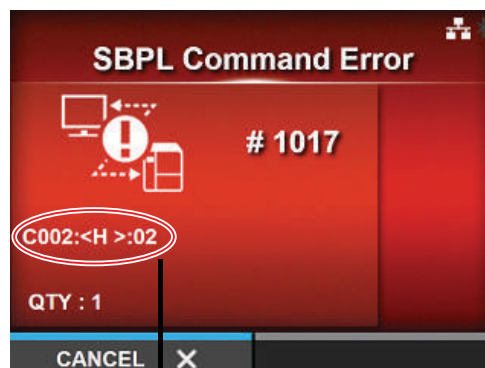 SBPL Command Error
# 1017
C002:<H >:02
QTY : 1
CANCEL